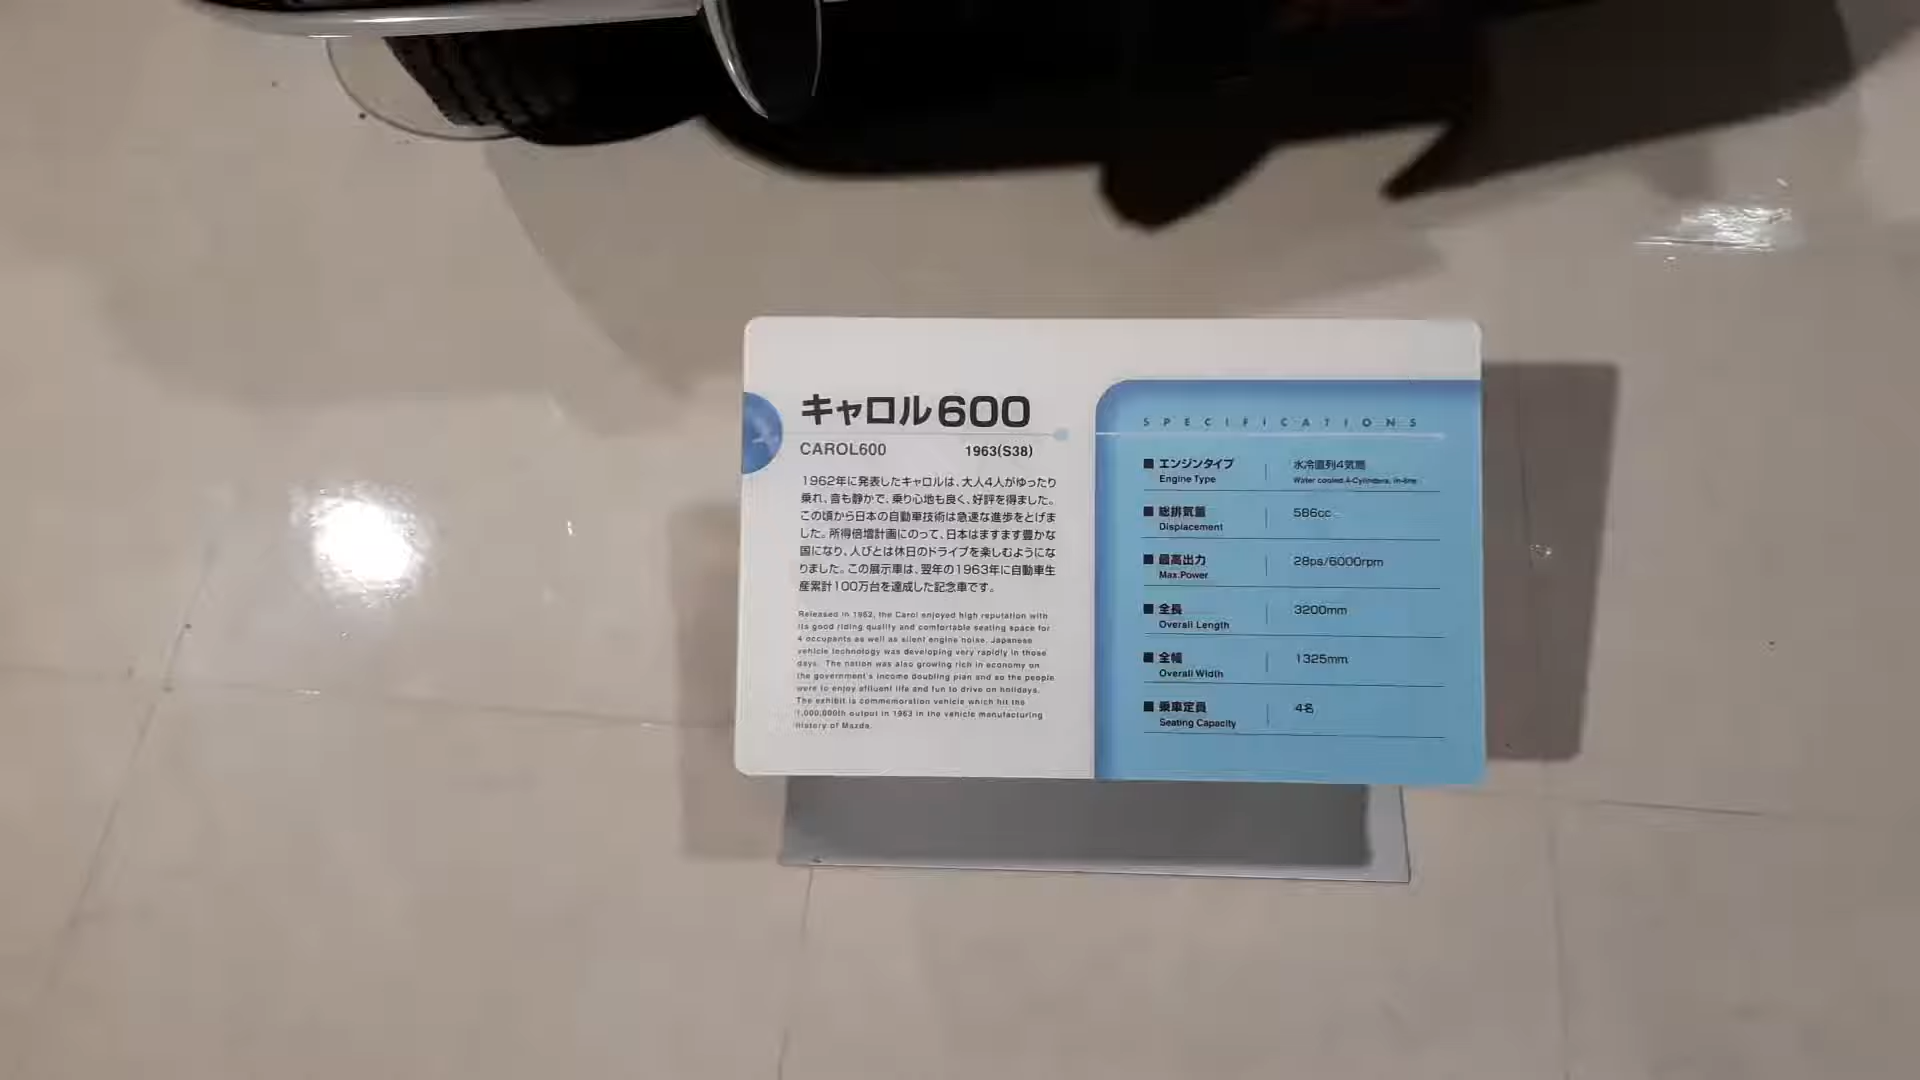 キャロル600
CAROL600 1963(S38)
1962年に発表したキャロルは、大人4人がゆったり
乗れ、音も静かで、乗り心地も良く、好評を得ました。
この頃から日本の自動車技術は急速な進歩をとげま
した。所得倍増計画にのって、日本はますます豊かな
国になり、人びとは休日のドライブを楽しむようにな
りました。この展示車は、翌年の1963年に自動車生
産累計100万台を達成した記念車です。
Released in 1962, the Carol enjoyed high reputation with
its good riding quality and comfortable seating space for
4 occupants as well as silent engine noise. Japanese
vehicle technology was developing very rapidly in those
days. The nation was also growing rich in economy on
the government's income doubling plan and so the people
were to enjoy affluent life and fun to drive on holidays.
The exhibit is commemoration vehicle which hit the
1,000,000th output in 1963 in the vehicle manufacturing
history of Mazda.
SPECIFICATIONS
■ エンジンタイプ 水冷直列4気筒
Engine Type Water cooled 4-Cylinders, in-line
■ 総排気量 586cc
Displacement
■ 最高出力 28ps/6000rpm
Max.Power
■ 全長 3200mm
Overall Length
■ 全幅 1325mm
Overall Width
■ 乗車定員 4名
Seating Capacity